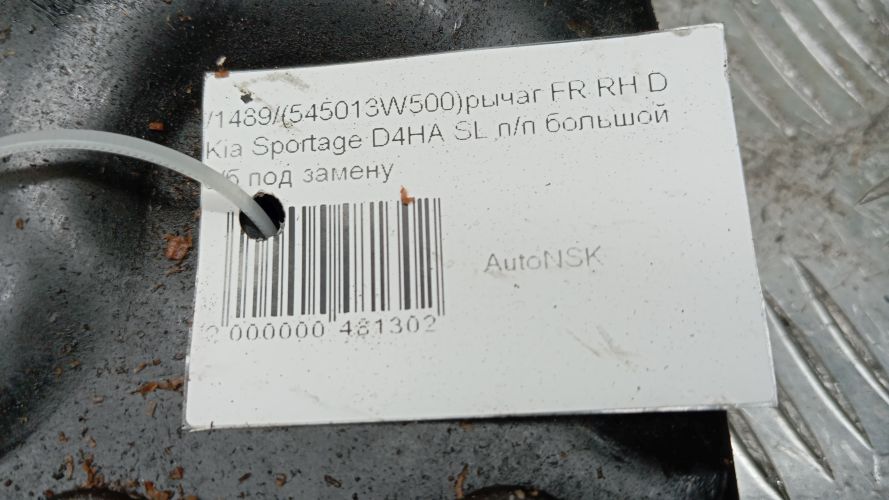 /1489/(545013W500)рычаг FR RH D
Kia Sportage D4HA SL п/п большой
с/б под замену
AutoNSK
2 000000 481302